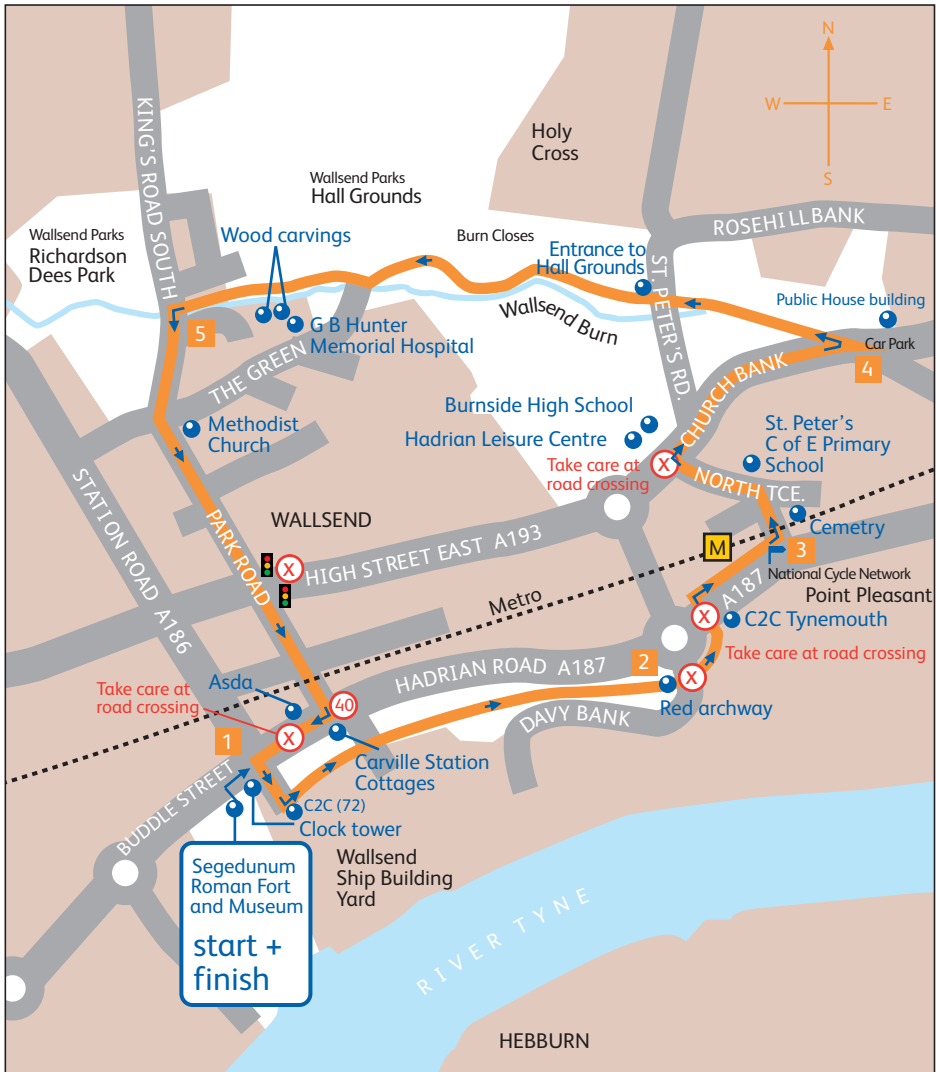 N
W
E
S
KING'S ROAD SOUTH
Holy
Cross
Wallsend Parks
Hall Grounds
ROSEHILL BANK
Wallsend Parks
Richardson
Dees Park
Wood carvings
Burn Closes
Entrance to
Hall Grounds
ST. PETER'S RD.
Public House building
Wallsend Burn
5
G B Hunter
Memorial Hospital
Car Park
4
THE GREEN
CHURCH BANK
Burnside High School
Methodist
Church
Hadrian Leisure Centre
St. Peter's
C of E Primary
School
X
Take care at
road crossing
NORTH TCE.
STATION ROAD A186
PARK ROAD
WALLSEND
Cemetry
HIGH STREET EAST A193
X
M
3
National Cycle Network
Point Pleasant
A187
Metro
X
C2C Tynemouth
2
Take care at road crossing
HADRIAN ROAD A187
X
Asda
Take care at
road crossing
40
Red archway
DAVY BANK
X
1
Carville Station
Cottages
BUDDLE STREET
C2C (72)
Clock tower
Segedunum
Roman Fort
and Museum
start +
finish
Wallsend
Ship Building
Yard
RIVER TYNE
HEBBURN